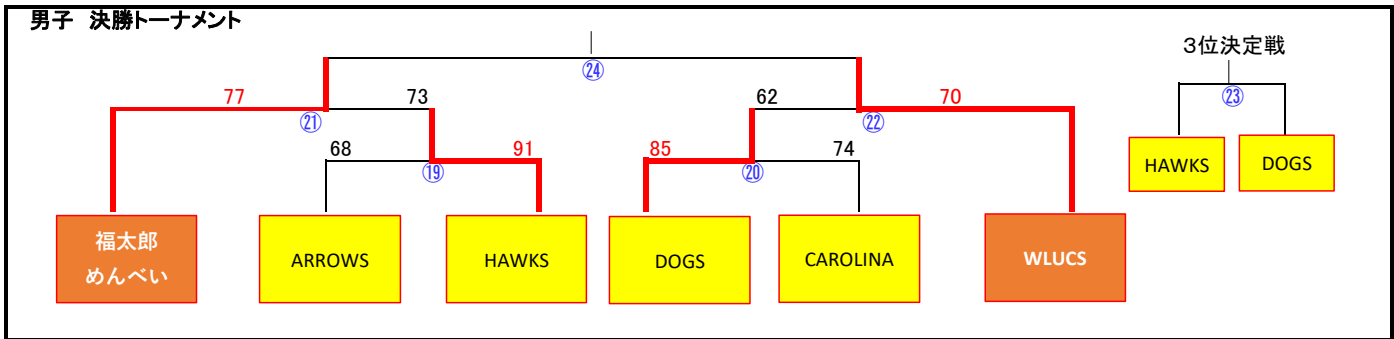 男子 決勝トーナメント
3位決定戦
㉔
77
73
62
70
㉑
㉒
㉓
68
91
85
74
⑲
⑳
HAWKS
DOGS
福太郎
めんべい
ARROWS
HAWKS
DOGS
CAROLINA
WLUCS